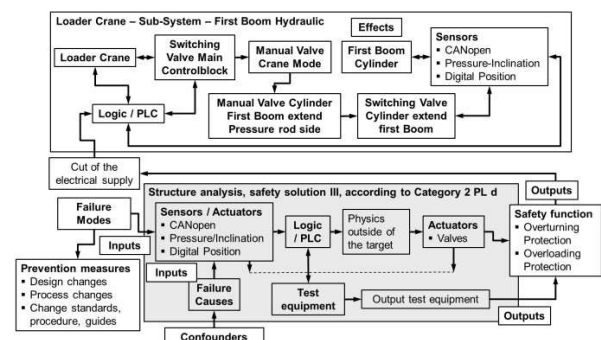 Loader Crane – Sub-System – First Boom Hydraulic
Effects
Loader Crane
Switching
Valve Main
Controlblock
Manual Valve
Crane Mode
First Boom
Cylinder
Sensors
▪ CANopen
▪ Pressure-Inclination
▪ Digital Position
Logic / PLC
Manual Valve Cylinder
First Boom extend
Pressure rod side
Switching Valve
Cylinder extend
first Boom
Cut of the
electrical supply
Outputs
Structure analysis, safety solution III, according to Category 2 PL d
Failure
Modes
Inputs
Sensors / Actuators
▪ CANopen
▪ Pressure/Inclination
▪ Digital Position
Logic
/ PLC
Physics
outside of
the target
Actuators
▪ Valves
Safety function
▪ Overturning
Protection
▪ Overloading
Protection
Prevention measures
▪ Design changes
▪ Process changes
▪ Change standards,
procedure, guides
Inputs
Failure
Causes
Test
equipment
Output test equipment
Outputs
Confounders